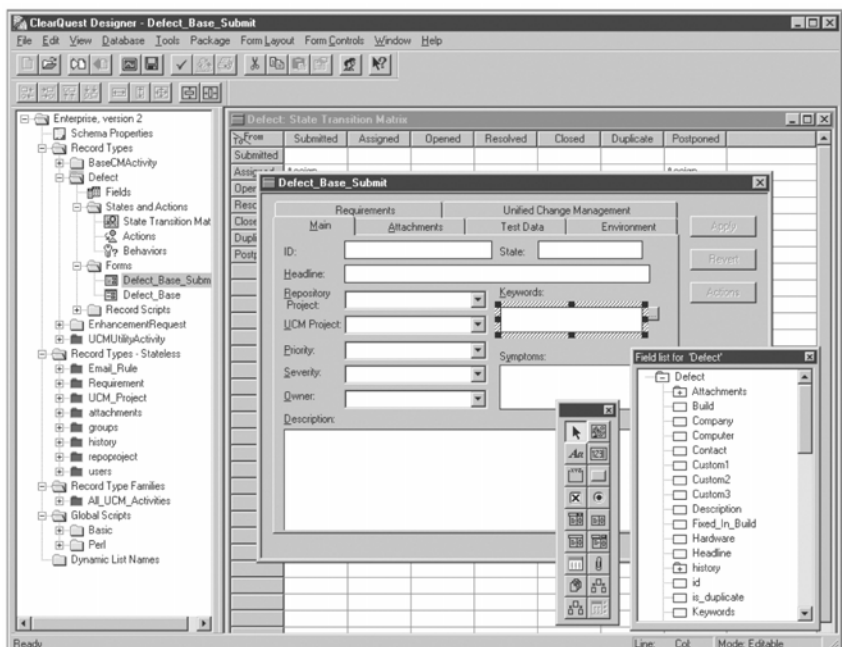 ClearQuest Designer - Defect_Base_Submit
File Edit View Database Tools Package Form Layout Form Controls Window Help
Enterprise, version 2
Schema Properties
Record Types
BaseCMActivity
Defect
Fields
States and Actions
State Transition Mat
Actions
Behaviors
Forms
Defect_Base_Subm
Defect_Base
Record Scripts
EnhancementRequest
UCMUtilityActivity
Record Types - Stateless
Email_Rule
Requirement
UCM_Project
attachments
groups
history
repoproject
users
Record Type Families
All_UCM_Activities
Global Scripts
Basic
Perl
Dynamic List Names
Defect: State Transition Matrix
From Submitted Assigned Opened Resolved Closed Duplicate Postponed
To
Submitted
Defect_Base_Submit
Requirements Unified Change Management
Main Attachments Test Data Environment
Apply
Revert
Actions
ID: State:
Headline:
Repository
Project:
Keywords:
UCM Project:
Priority:
Symptoms:
Severity:
Owner:
Description:
Aa
Field list for 'Defect'
Defect
Attachments
Build
Company
Computer
Contact
Custom1
Custom2
Custom3
Description
Fixed_In_Build
Hardware
Headline
history
id
is_duplicate
Keywords
Ready
Line: Col: Mode: Editable